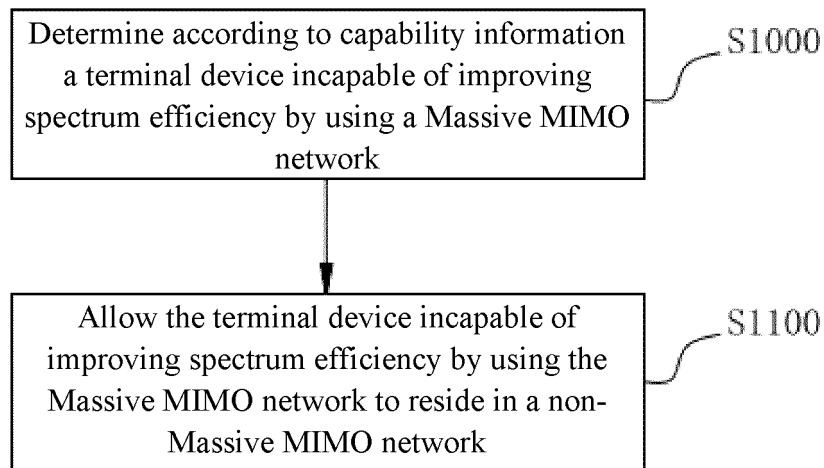 Determine according to capability information
a terminal device incapable of improving
spectrum efficiency by using a Massive MIMO
network
S1000
Allow the terminal device incapable of
improving spectrum efficiency by using the
Massive MIMO network to reside in a non-
Massive MIMO network
S1100